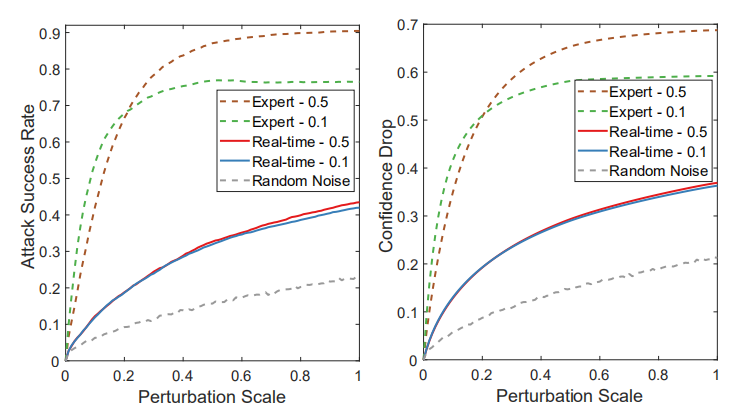 0.9
0.8
0.7
0.6
0.5
0.4
0.3
0.2
0.1
0
Attack Success Rate
Expert - 0.5
Expert - 0.1
Real-time - 0.5
Real-time - 0.1
Random Noise
0 0.2 0.4 0.6 0.8 1
Perturbation Scale
0.7
0.6
0.5
0.4
0.3
0.2
0.1
0
Confidence Drop
Expert - 0.5
Expert - 0.1
Real-time - 0.5
Real-time - 0.1
Random Noise
0 0.2 0.4 0.6 0.8 1
Perturbation Scale